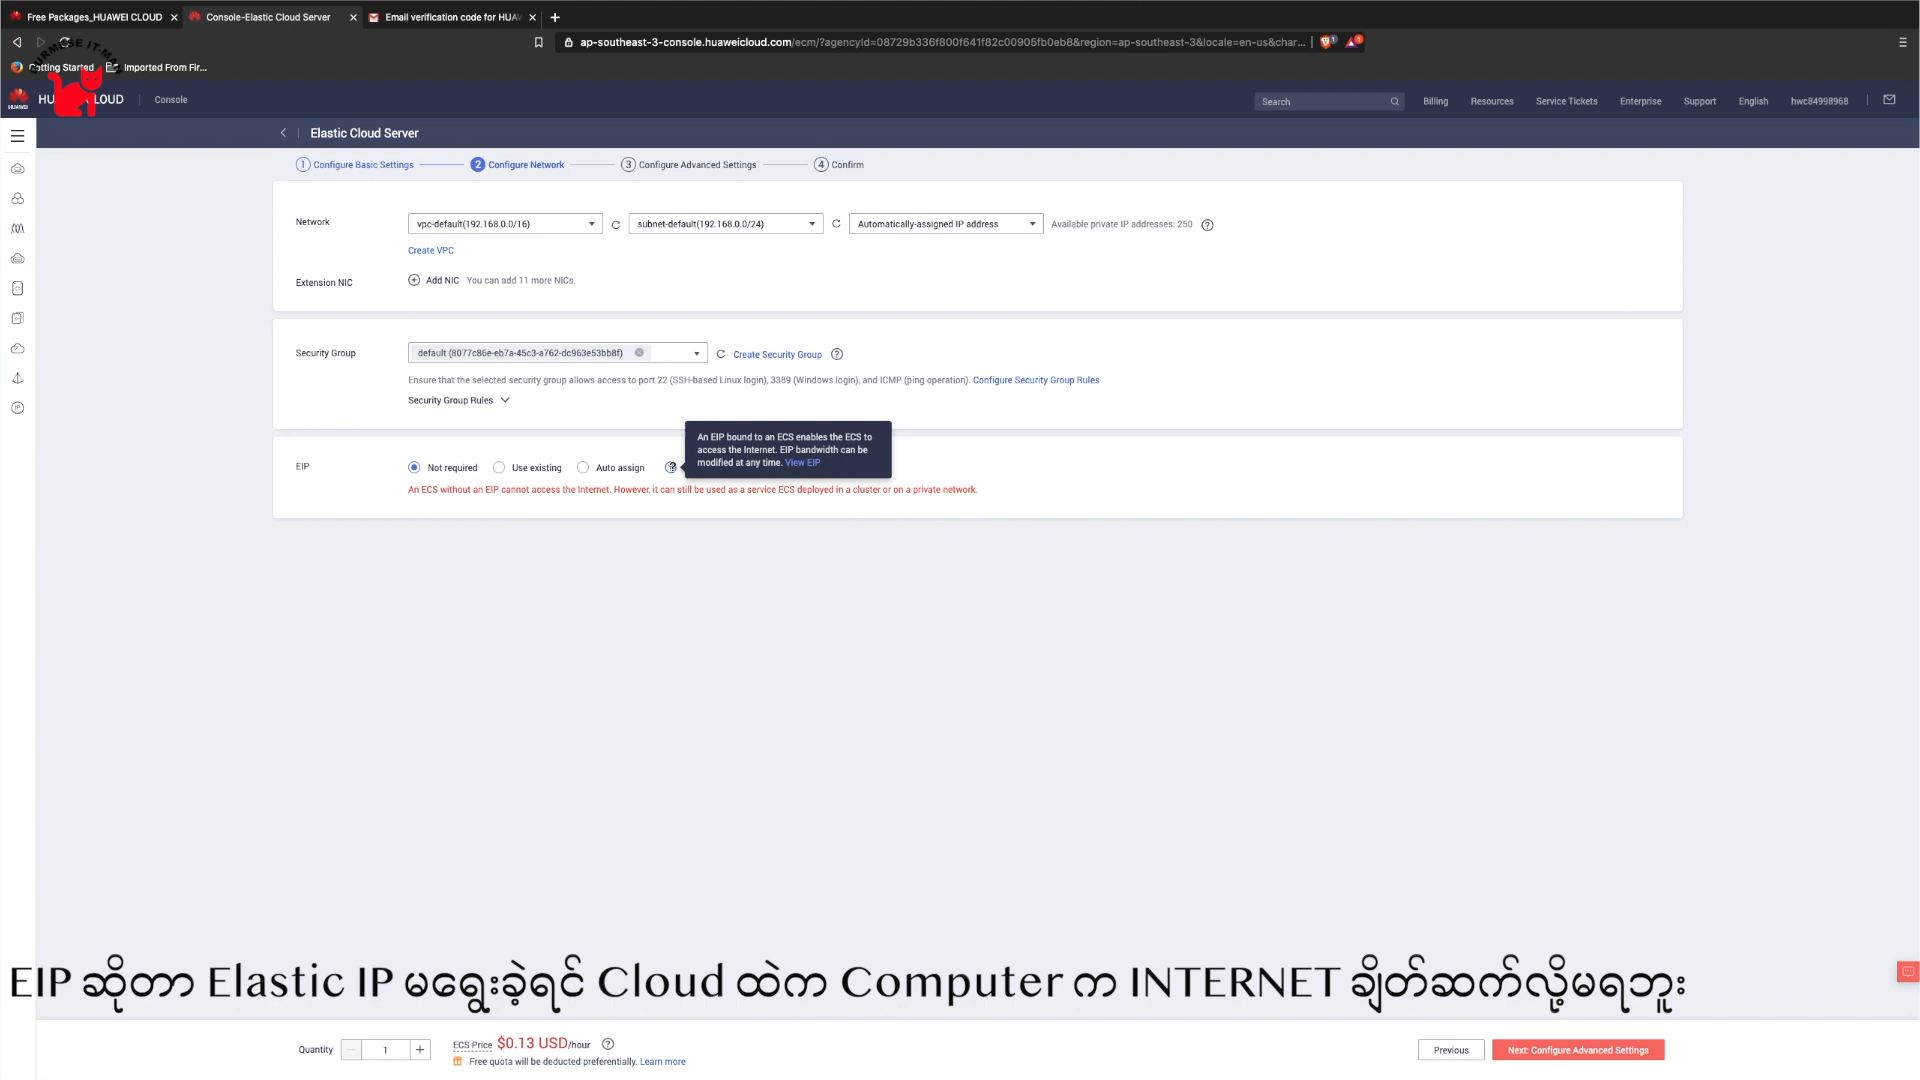 Free Packages_HUAWEI CLOUD
Console-Elastic Cloud Server
Email verification code for HUAW
ap-southeast-3-console.huaweicloud.com/ecm/?agencyId=08729b336f800f641f82c00905fb0eb8&region=ap-southeast-3&locale=en-us&char...
Getting Started
Imported From Fir...
BURMESE IT-MAN
HUAWEI
HU LOUD
Console
Search
Billing
Resources
Service Tickets
Enterprise
Support
English
hwc84998968
Elastic Cloud Server
1 Configure Basic Settings
2 Configure Network
3 Configure Advanced Settings
4 Confirm
Network
vpc-default(192.168.0.0/16)
subnet-default(192.168.0.0/24)
Automatically-assigned IP address
Available private IP addresses: 250
Create VPC
Extension NIC
Add NIC You can add 11 more NICs.
Security Group
default (8077c86e-eb7a-45c3-a762-dc963e53bb8f)
Create Security Group
Ensure that the selected security group allows access to port 22 (SSH-based Linux login), 3389 (Windows login), and ICMP (ping operation). Configure Security Group Rules
Security Group Rules
An EIP bound to an ECS enables the ECS to
access the Internet. EIP bandwidth can be
modified at any time. View EIP
EIP
Not required
Use existing
Auto assign
An ECS without an EIP cannot access the Internet. However, it can still be used as a service ECS deployed in a cluster or on a private network.
EIP ဆိုတာ Elastic IP မရွေးခဲ့ရင် Cloud ထဲက Computer က INTERNET ချိတ်ဆက်လို့မရဘူး
Quantity
1
ECS Price $0.13 USD/hour
Free quota will be deducted preferentially. Learn more
Previous
Next: Configure Advanced Settings